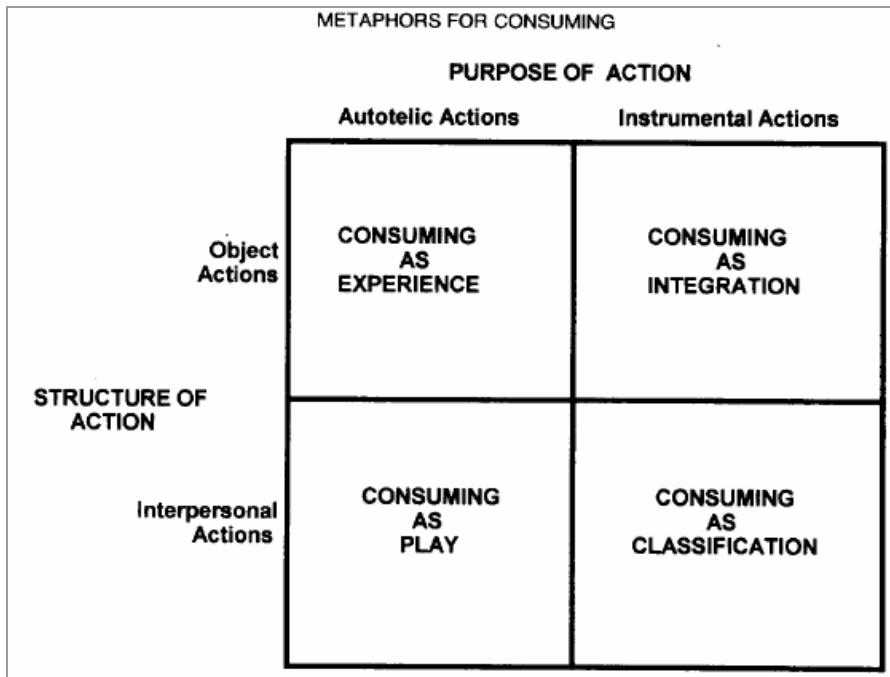 METAPHORS FOR CONSUMING
PURPOSE OF ACTION
Autotelic Actions
Instrumental Actions
Object
Actions
CONSUMING
AS
EXPERIENCE
CONSUMING
AS
INTEGRATION
STRUCTURE OF
ACTION
Interpersonal
Actions
CONSUMING
AS
PLAY
CONSUMING
AS
CLASSIFICATION